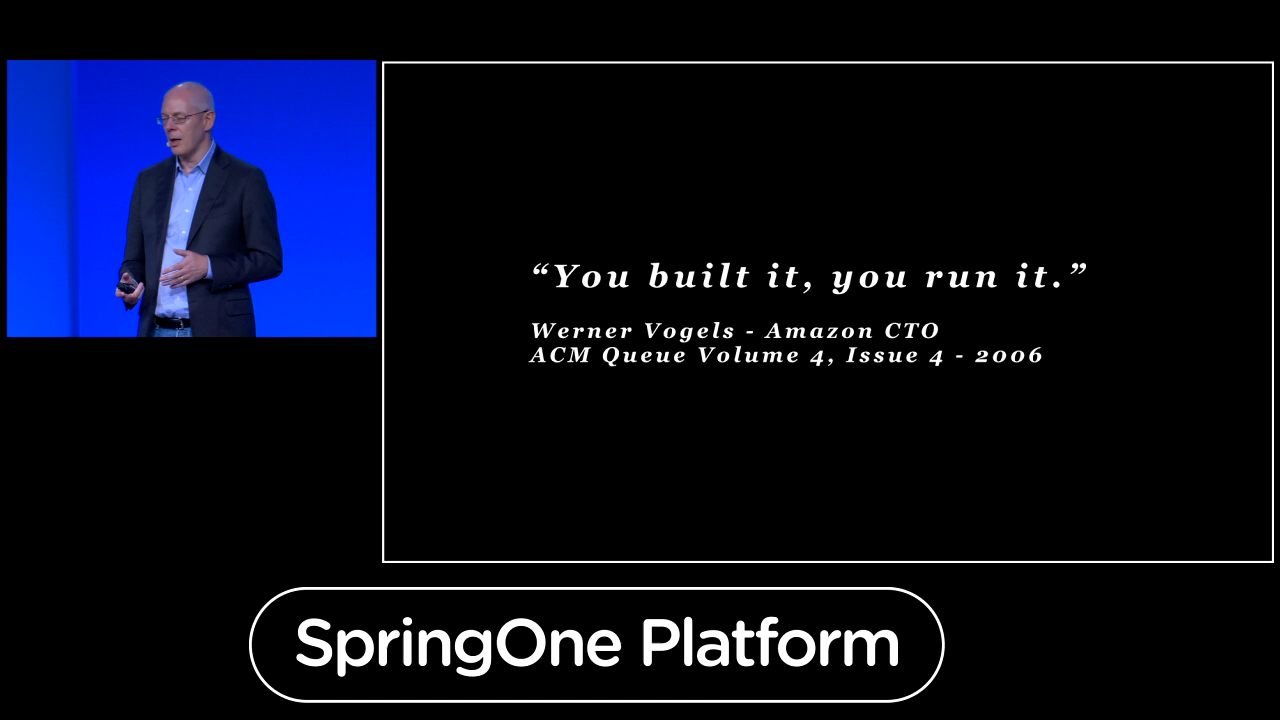 “You built it, you run it.”
Werner Vogels - Amazon CTO
ACM Queue Volume 4, Issue 4 - 2006
SpringOne Platform